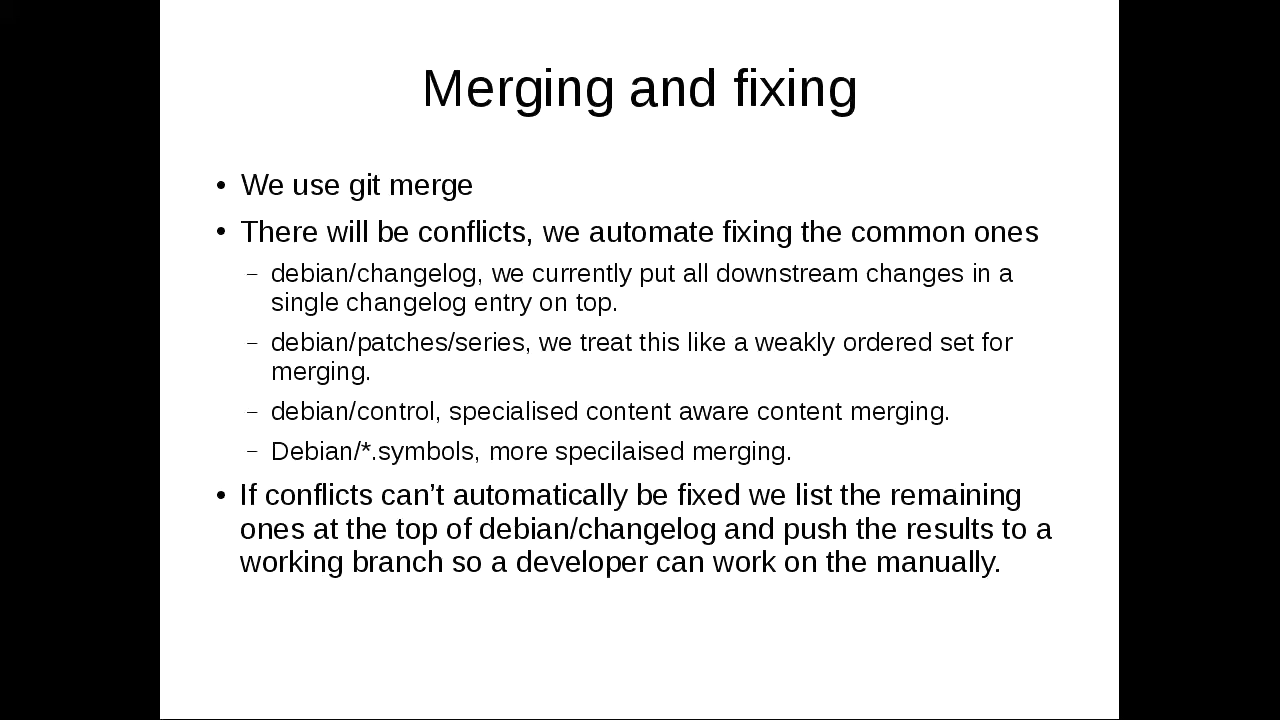 Merging and fixing
• We use git merge
• There will be conflicts, we automate fixing the common ones
– debian/changelog, we currently put all downstream changes in a
single changelog entry on top.
– debian/patches/series, we treat this like a weakly ordered set for
merging.
– debian/control, specialised content aware content merging.
– Debian/*.symbols, more specilaised merging.
• If conflicts can’t automatically be fixed we list the remaining
ones at the top of debian/changelog and push the results to a
working branch so a developer can work on the manually.